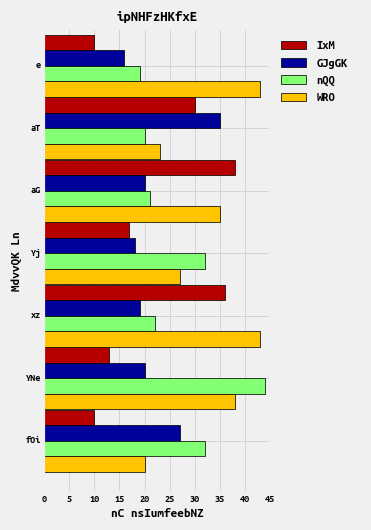 ipNHFzHKfxE
IxM
GJgGK
nQQ
WRO
e
aT
aG
Yj
xz
YNe
fOi
MdvvQK Ln
0 5 10 15 20 25 30 35 40 45
nC nsIumfeebNZ